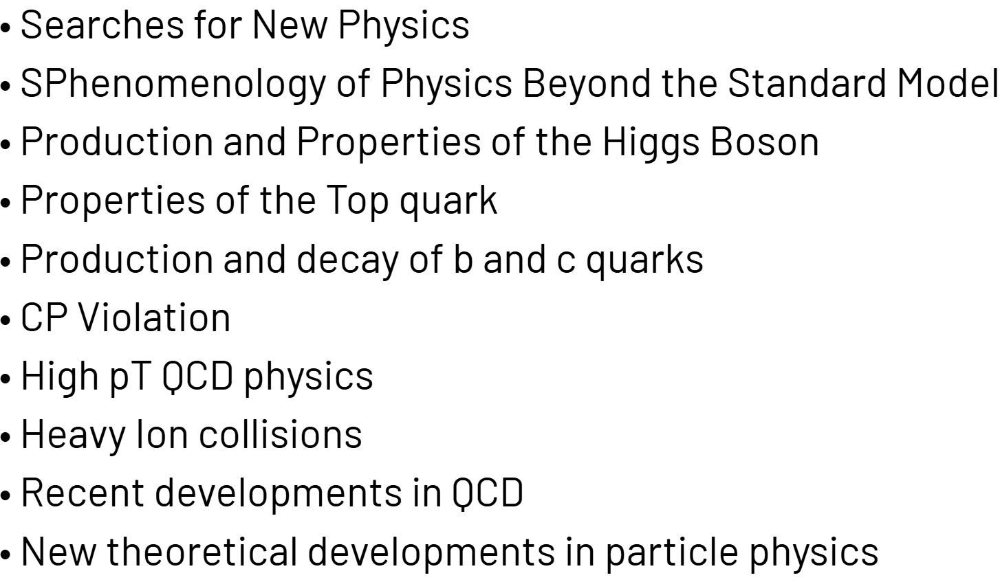 • Searches for New Physics
• SPhenomenology of Physics Beyond the Standard Model
• Production and Properties of the Higgs Boson
• Properties of the Top quark
• Production and decay of b and c quarks
• CP Violation
• High pT QCD physics
• Heavy Ion collisions
• Recent developments in QCD
• New theoretical developments in particle physics